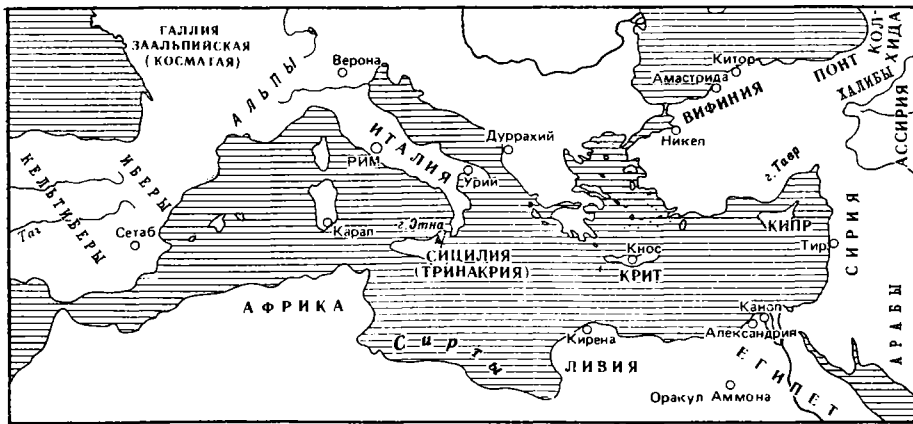 ГАЛЛИЯ
ЗААЛЬПИЙСКАЯ
(КОСМАТАЯ)
АЛЬПЫ
Верона
Китор
Амастрида
ПОНТ
КОЛ-
ХИДА
ХАЛИБЫ
ВИФИНИЯ
АССИРИЯ
Никея
ИТАЛИЯ
Дуррахий
РИМ
Урий
г. Тавр
КЕЛЬТИБЕРЫ
ИБЕРЫ
Таг
Сетаб
Карал
г. Этна
СИЦИЛИЯ
(ТРИНАКРИЯ)
Кнос
КРИТ
КИПР
Тир
СИРИЯ
АФРИКА
Сирты
Кирена
ЛИВИЯ
Каноп
Александрия
ЕГИПЕТ
АРАБЫ
Оракул Аммона